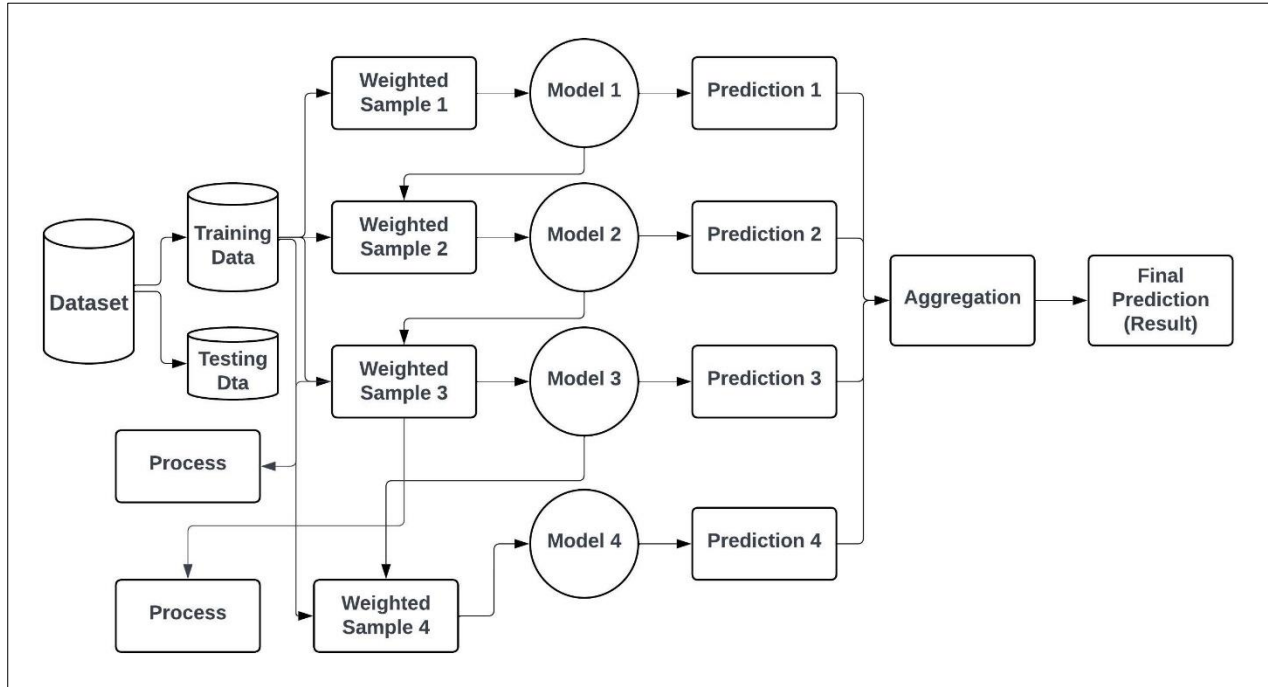 Weighted
Sample 1
Model 1
Prediction 1
Training
Data
Weighted
Sample 2
Model 2
Prediction 2
Dataset
Testing
Dta
Weighted
Sample 3
Model 3
Prediction 3
Aggregation
Final
Prediction
(Result)
Process
Process
Weighted
Sample 4
Model 4
Prediction 4